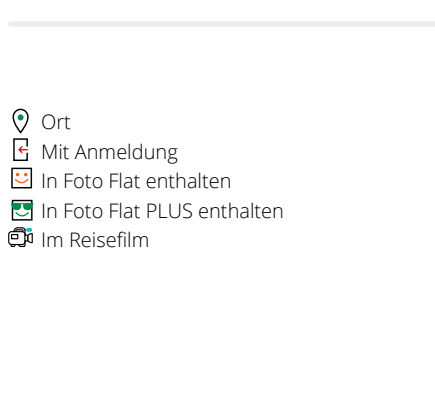 Ort
Mit Anmeldung
In Foto Flat enthalten
In Foto Flat PLUS enthalten
Im Reisefilm